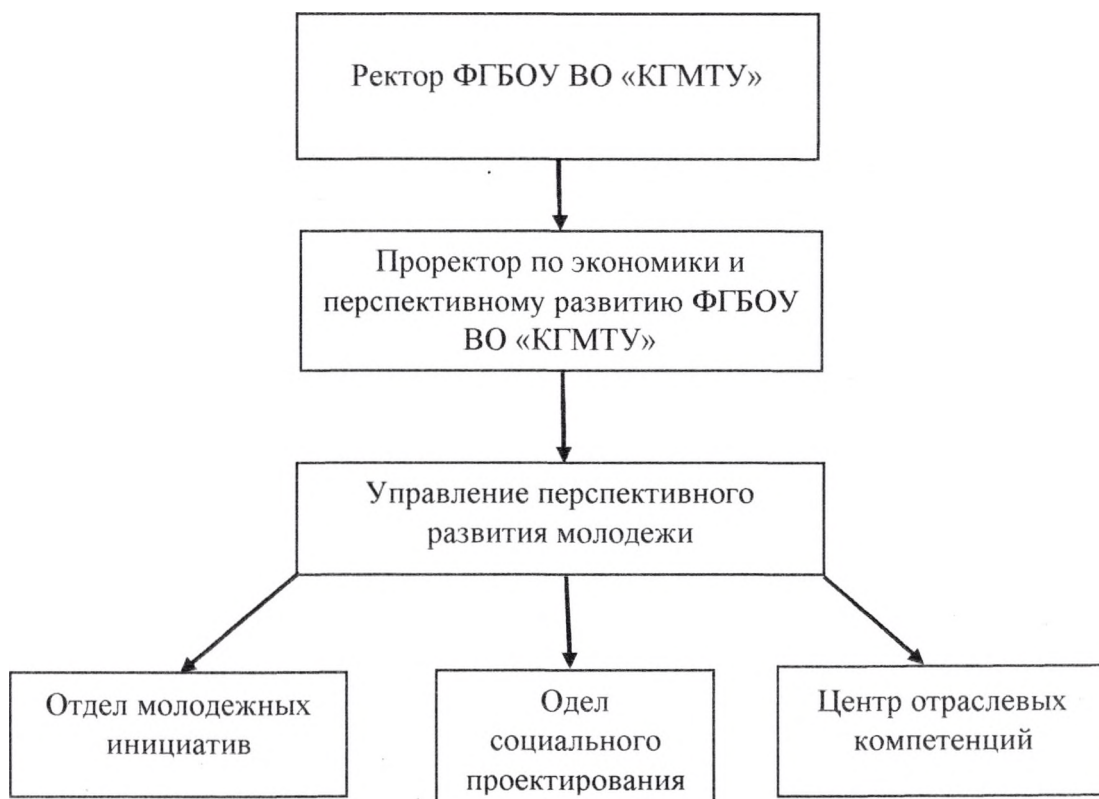 Ректор ФГБОУ ВО «КГМТУ»
Проректор по экономики и
перспективному развитию ФГБОУ
ВО «КГМТУ»
Управление перспективного
развития молодежи
Отдел молодежных
инициатив
Одел
социального
проектирования
Центр отраслевых
компетенций